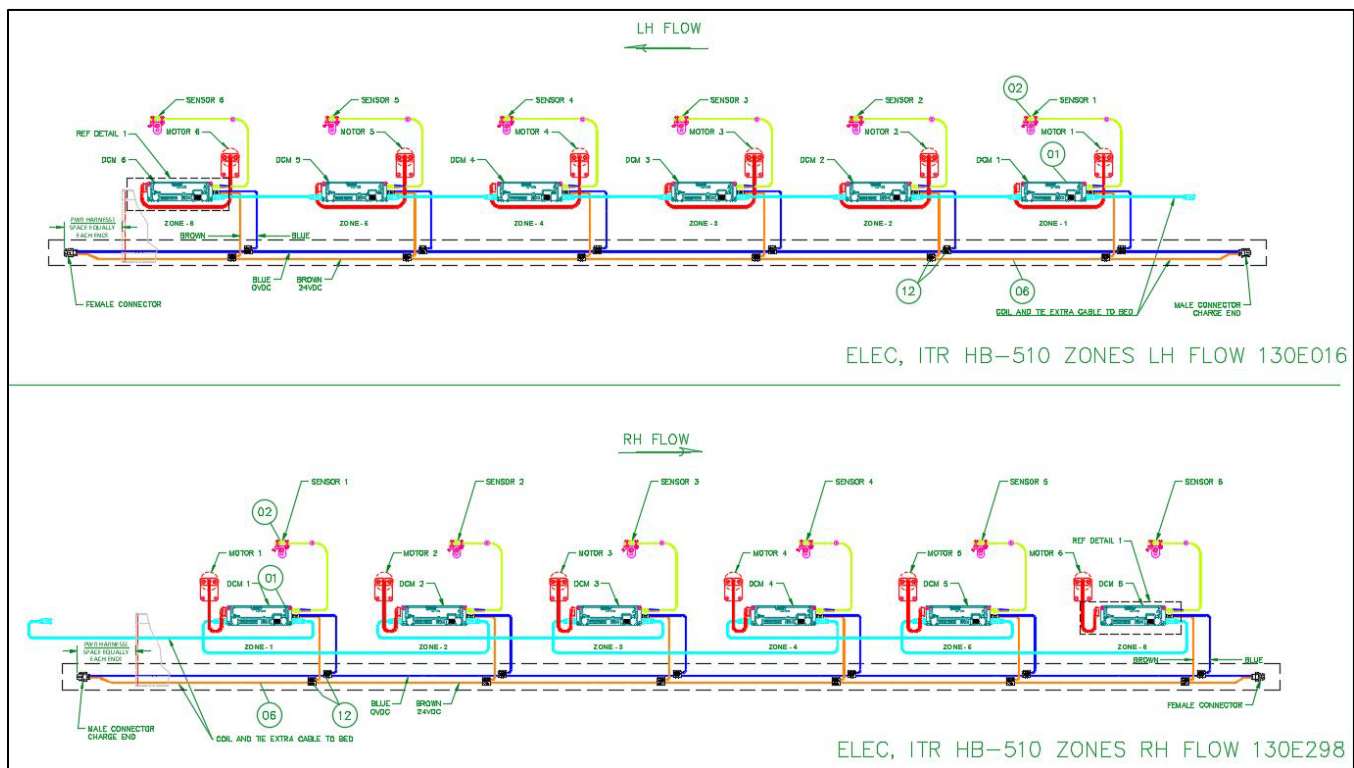 LH FLOW
SENSOR 6
SENSOR 5
SENSOR 4
SENSOR 3
SENSOR 2
02
SENSOR 1
REF DETAIL 1
MOTOR 6
MOTOR 5
MOTOR 4
MOTOR 3
MOTOR 2
MOTOR 1
01
DCM 6
DCM 5
DCM 4
DCM 3
DCM 2
DCM 1
PWR HARNESS
SPACE EQUALLY
EACH ENDS
ZONE-6
ZONE-5
ZONE-4
ZONE-3
ZONE-2
ZONE-1
BROWN
BLUE
BLUE
0VDC
BROWN
24VDC
12
06
FEMALE CONNECTOR
COIL AND TIE EXTRA CABLE TO BED
MALE CONNECTOR
CHARGE END
ELEC, ITR HB-510 ZONES LH FLOW 130E016
RH FLOW
SENSOR 1
SENSOR 2
SENSOR 3
SENSOR 4
SENSOR 5
SENSOR 6
02
MOTOR 1
MOTOR 2
MOTOR 3
MOTOR 4
MOTOR 5
MOTOR 6
REF DETAIL 1
01
DCM 1
DCM 2
DCM 3
DCM 4
DCM 5
DCM 6
PWR HARNESS
SPACE EQUALLY
EACH ENDS
ZONE-1
ZONE-2
ZONE-3
ZONE-4
ZONE-5
ZONE-6
BROWN
BLUE
06
12
BLUE
0VDC
BROWN
24VDC
MALE CONNECTOR
CHARGE END
COIL AND TIE EXTRA CABLE TO BED
FEMALE CONNECTOR
ELEC, ITR HB-510 ZONES RH FLOW 130E298